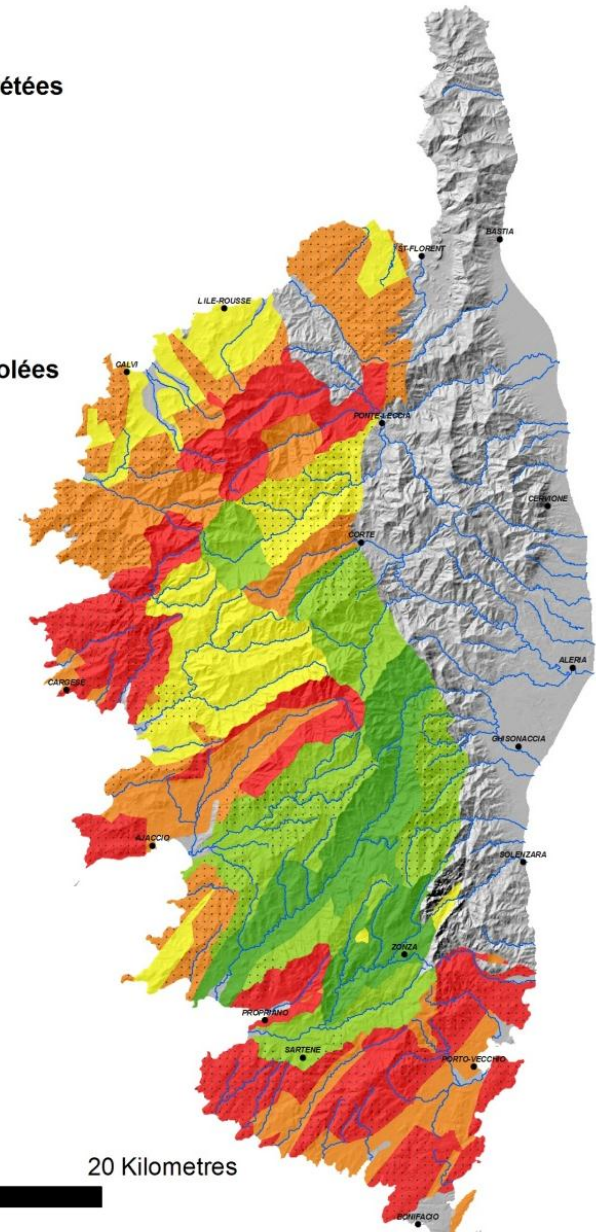 étées
BASTIA
ST-FLORENT
L ILE-ROUSSE
olées
CALVI
PONTE-LECCIA
CERVIONE
CORTE
ALERIA
CARGESE
GHISONACCIA
AJACCIO
SOLENZARA
ZONZA
PROPRIANO
SARTENE
PORTO-VECCHIO
20 Kilometres
BONIFACIO